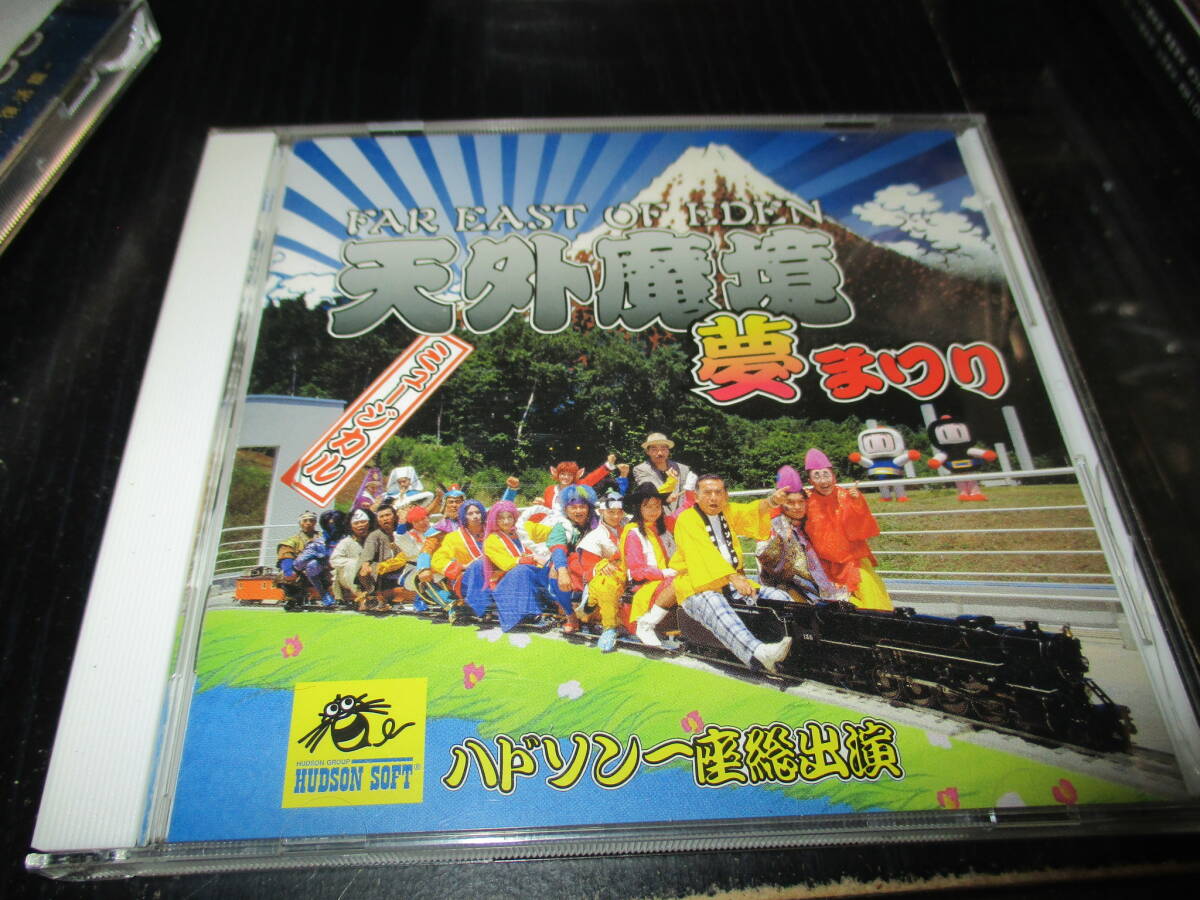 FAR EAST OF EDEN
天外魔境
夢まつり
ミュージカル
HUDSON GROUP
HUDSON SOFT®
ハドソン一座総出演